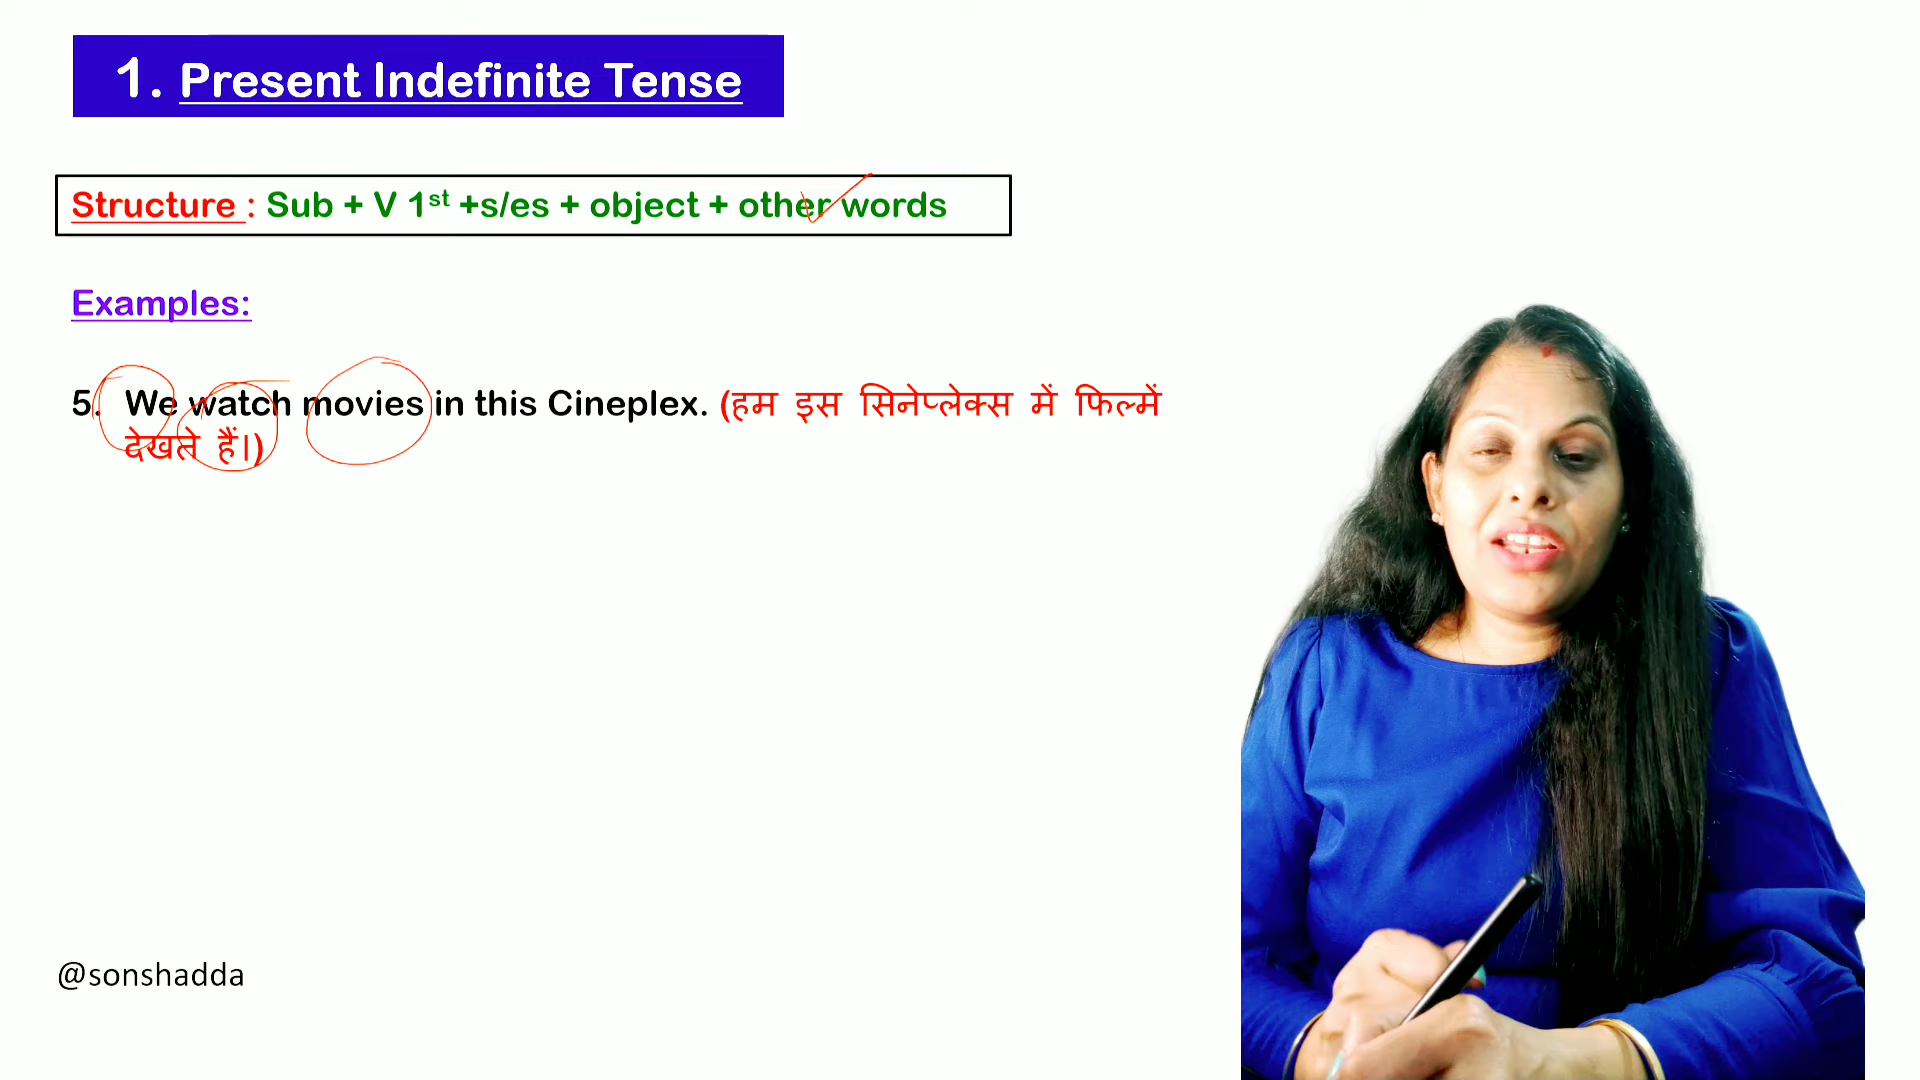 1. Present Indefinite Tense
Structure : Sub + V 1st +s/es + object + other words
Examples:
5. We watch movies in this Cineplex. (हम इस सिनेप्लेक्स में फिल्में
देखते हैं।)
@sonshadda